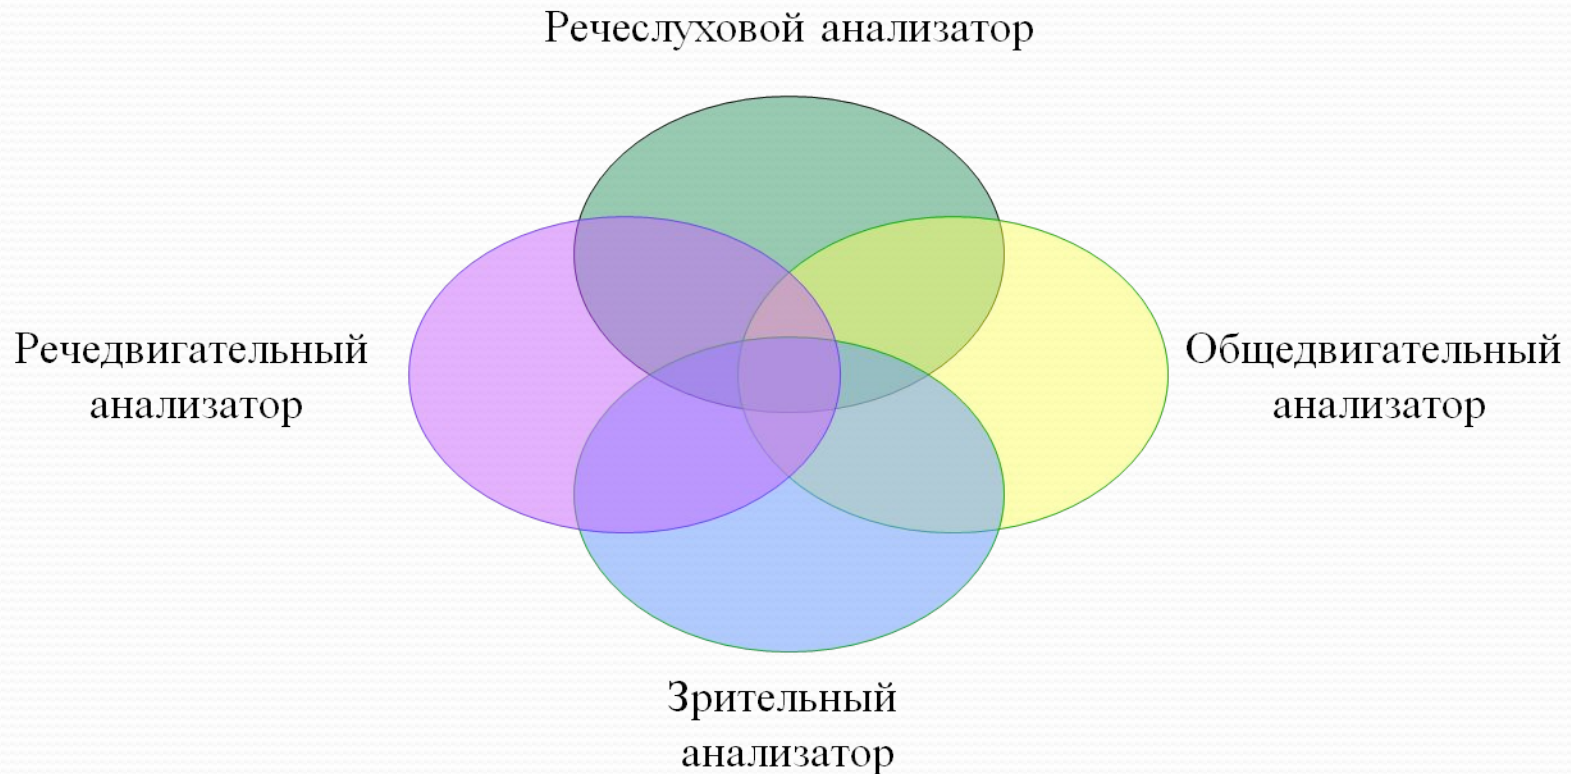 Речеслуховой анализатор
Речедвигательный
анализатор
Общедвигательный
анализатор
Зрительный
анализатор